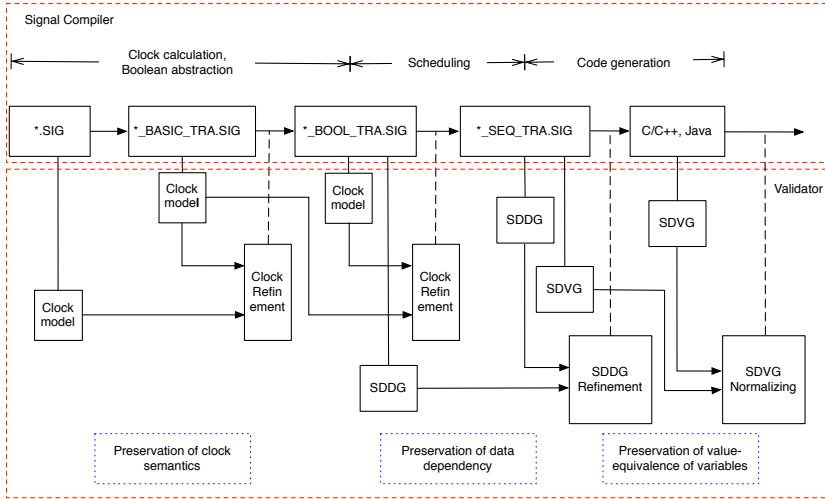 Signal Compiler
Clock calculation,
Boolean abstraction
Scheduling
Code generation
*.SIG
*_BASIC_TRA.SIG
*_BOOL_TRA.SIG
*_SEQ_TRA.SIG
C/C++, Java
Validator
Clock
model
Clock
model
SDDG
SDVG
Clock
Refin
ement
Clock
Refin
ement
SDVG
Clock
model
SDDG
SDDG
Refinement
SDVG
Normalizing
Preservation of clock
semantics
Preservation of data
dependency
Preservation of value-
equivalence of variables